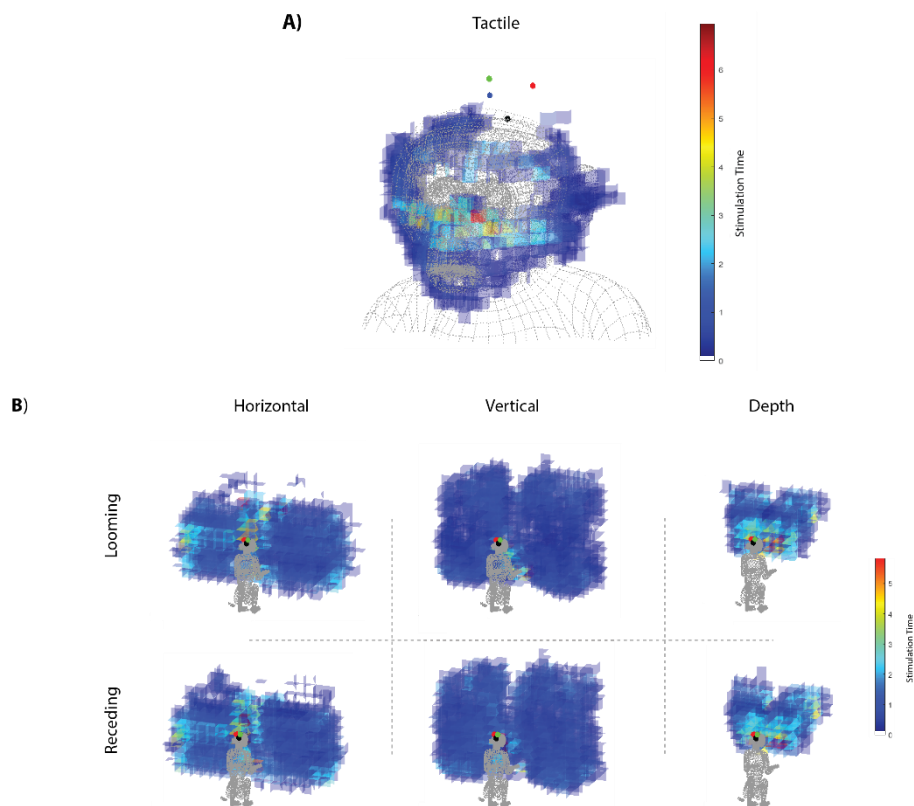 A)
Tactile
6
5
4
3
2
1
0
Stimulation Time
B)
Horizontal
Vertical
Depth
Looming
Receding
5
4
3
2
1
0
Stimulation Time